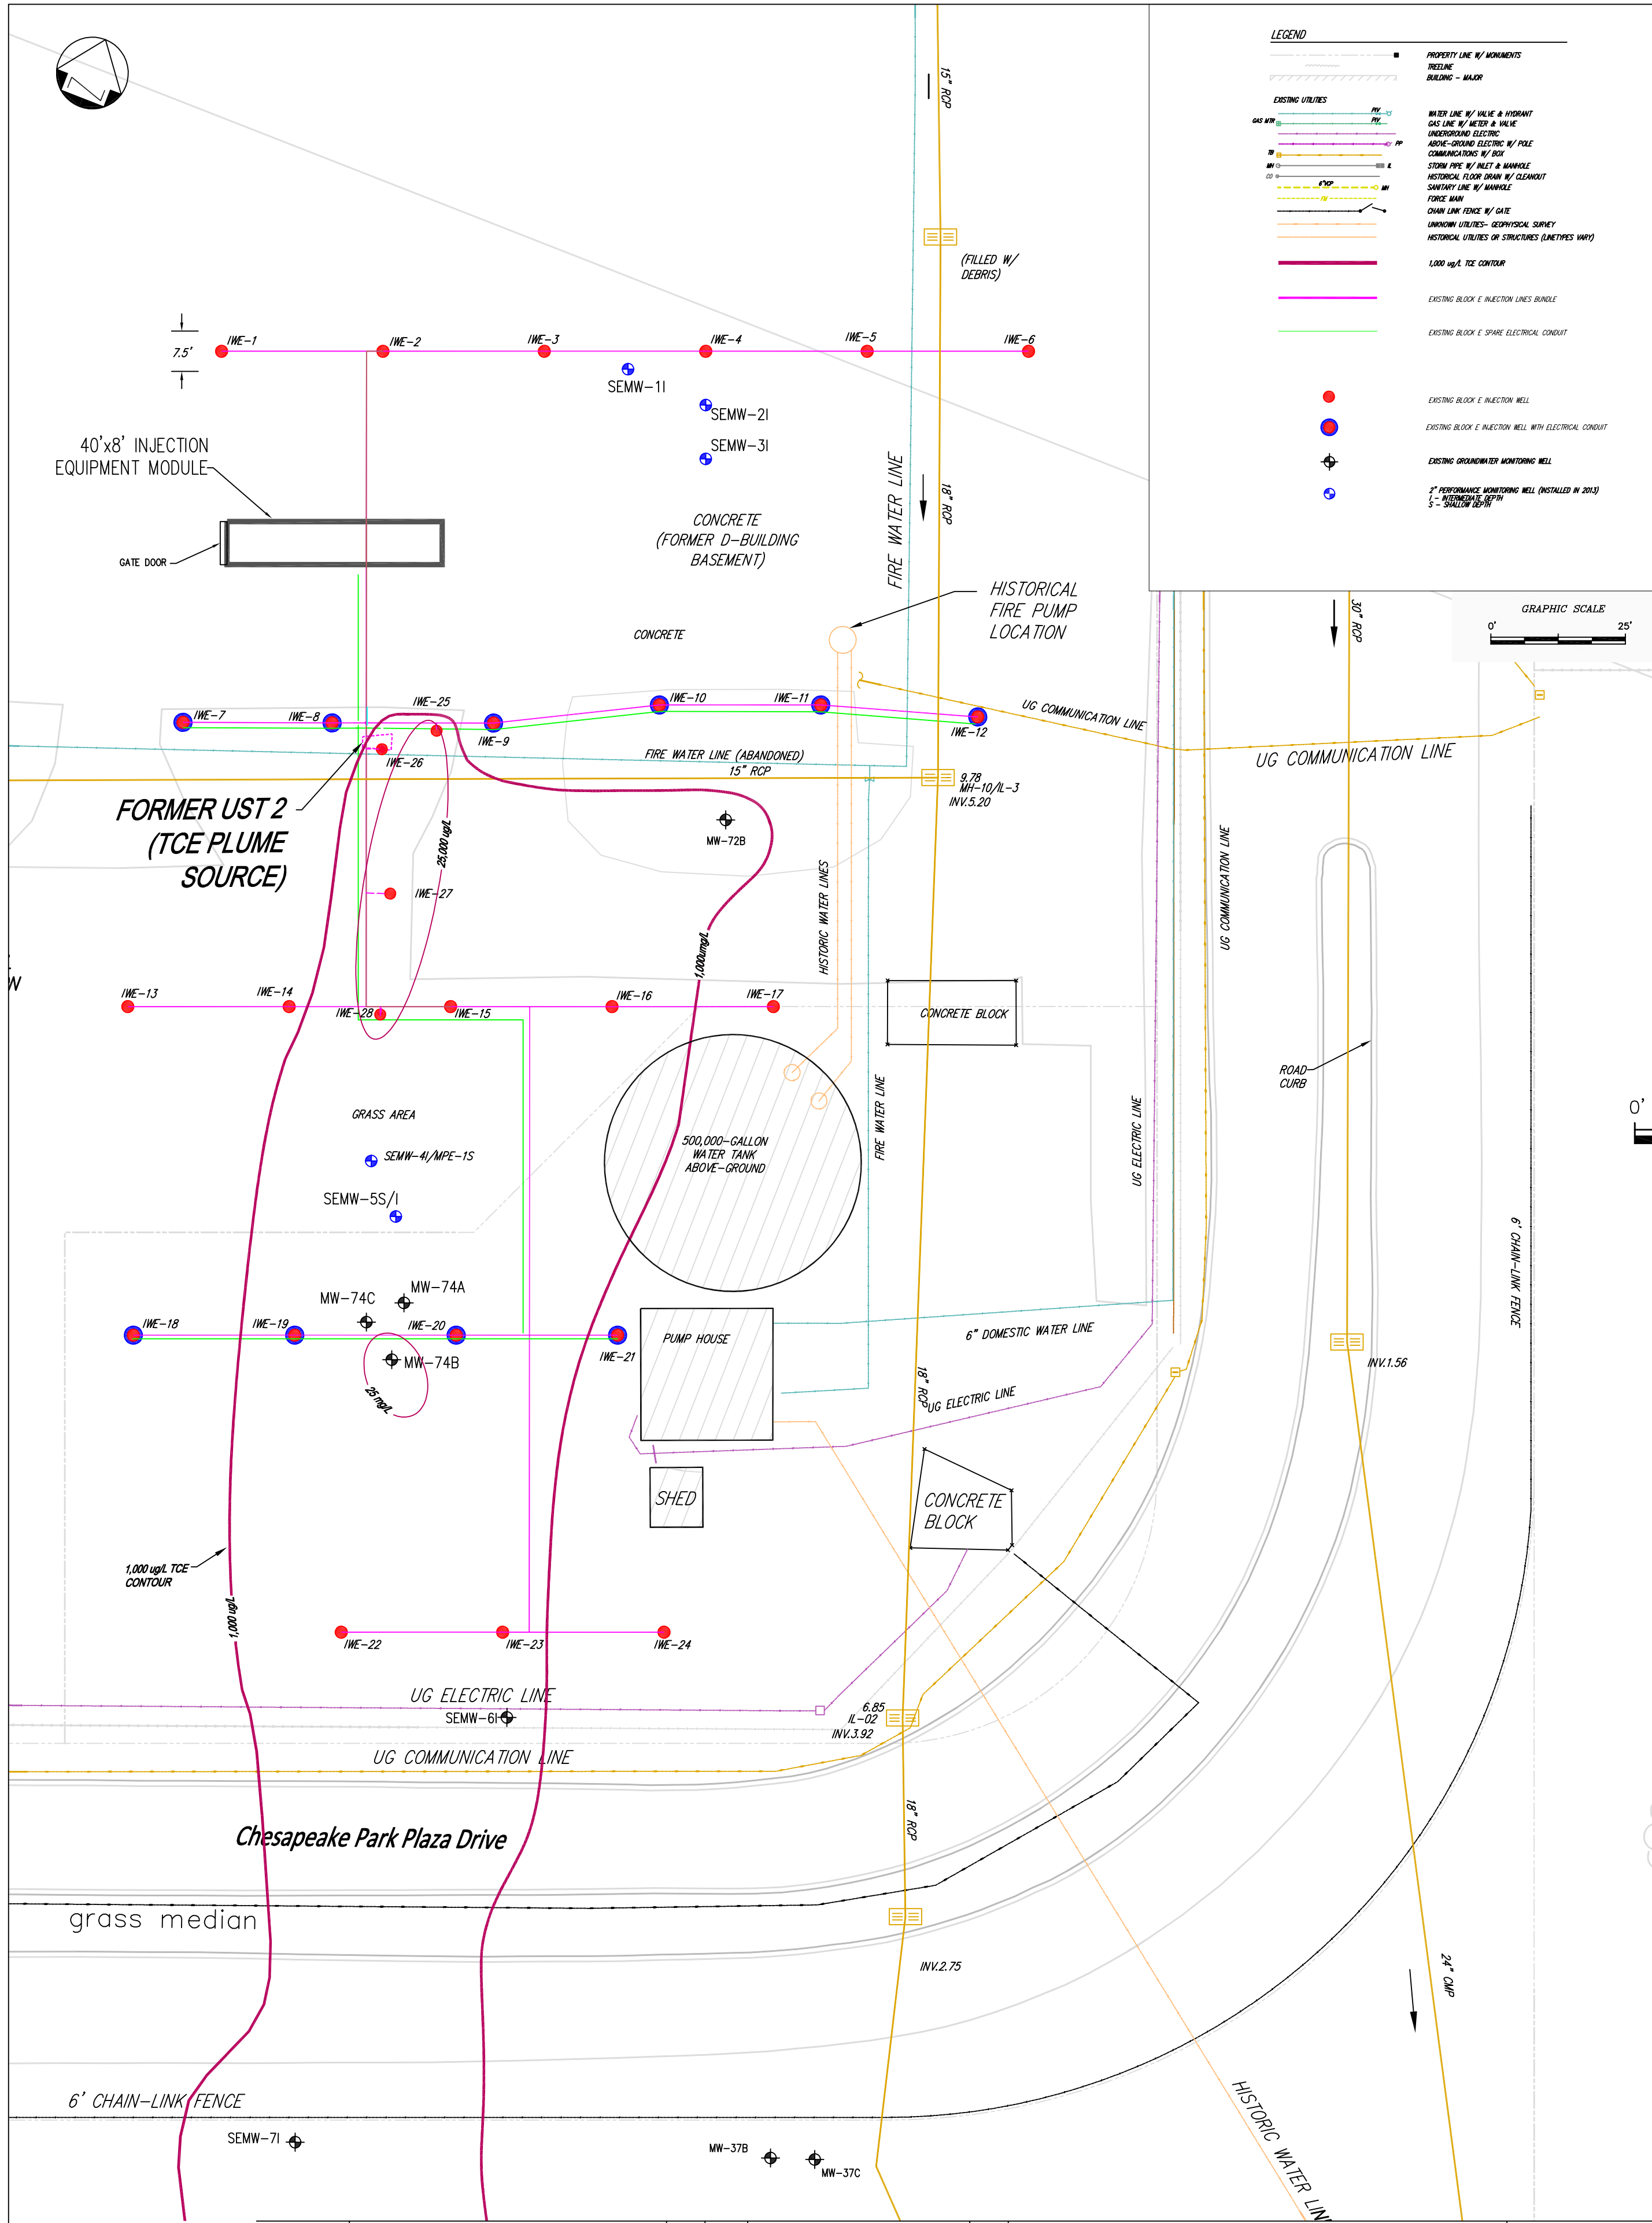 LEGEND
PROPERTY LINE W/ MONUMENTS
TREELINE
BUILDING - MAJOR
EXISTING UTILITIES
PIV
WATER LINE W/ VALVE & HYDRANT
GAS MTR
PIV
GAS LINE W/ METER & VALVE
UNDERGROUND ELECTRIC
PP
ABOVE-GROUND ELECTRIC W/ POLE
TB
COMMUNICATIONS W/ BOX
MH
IL
STORM PIPE W/ INLET & MANHOLE
CO
HISTORICAL FLOOR DRAIN W/ CLEANOUT
6"VCP
MH
SANITARY LINE W/ MANHOLE
FM
FORCE MAIN
CHAIN LINK FENCE W/ GATE
UNKNOWN UTILITIES- GEOPHYSICAL SURVEY
HISTORICAL UTILITIES OR STRUCTURES (LINETYPES VARY)
1,000 ug/L TCE CONTOUR
EXISTING BLOCK E INJECTION LINES BUNDLE
EXISTING BLOCK E SPARE ELECTRICAL CONDUIT
EXISTING BLOCK E INJECTION WELL
EXISTING BLOCK E INJECTION WELL WITH ELECTRICAL CONDUIT
EXISTING GROUNDWATER MONITORING WELL
2" PERFORMANCE MONITORING WELL (INSTALLED IN 2013)
I - INTERMEDIATE DEPTH
S - SHALLOW DEPTH
GRAPHIC SCALE
0'
25'
15" RCP
(FILLED W/
DEBRIS)
7.5'
IWE-1
IWE-2
IWE-3
IWE-4
IWE-5
IWE-6
SEMW-1I
SEMW-2I
SEMW-3I
40'x8' INJECTION
EQUIPMENT MODULE
GATE DOOR
CONCRETE
(FORMER D-BUILDING
BASEMENT)
FIRE WATER LINE
18" RCP
HISTORICAL
FIRE PUMP
LOCATION
CONCRETE
30" RCP
IWE-7
IWE-8
IWE-25
IWE-9
IWE-10
IWE-11
IWE-12
IWE-26
UG COMMUNICATION LINE
UG COMMUNICATION LINE
FIRE WATER LINE (ABANDONED)
15" RCP
9.78
MH-10/IL-3
INV.5.20
FORMER UST 2
(TCE PLUME
SOURCE)
25,000 ug/L
MW-72B
IWE-27
1,000umg/L
HISTORIC WATER LINES
UG COMMUNICATION LINE
W
IWE-13
IWE-14
IWE-28
IWE-15
IWE-16
IWE-17
CONCRETE BLOCK
ROAD
CURB
0'
GRASS AREA
500,000-GALLON
WATER TANK
ABOVE-GROUND
FIRE WATER LINE
UG ELECTRIC LINE
SEMW-4I/MPE-1S
SEMW-5S/I
6' CHAIN-LINK FENCE
MW-74A
MW-74C
IWE-18
IWE-19
IWE-20
IWE-21
MW-74B
25 mg/L
PUMP HOUSE
6" DOMESTIC WATER LINE
INV.1.56
18" RCP
UG ELECTRIC LINE
SHED
CONCRETE
BLOCK
1,000 ug/L TCE
CONTOUR
1,000 ug/L
IWE-22
IWE-23
IWE-24
UG ELECTRIC LINE
SEMW-6I
6.85
IL-02
INV.3.92
UG COMMUNICATION LINE
18" RCP
Chesapeake Park Plaza Drive
grass median
INV.2.75
24" CMP
6' CHAIN-LINK FENCE
SEMW-7I
MW-37B
MW-37C
HISTORIC WATER LINE